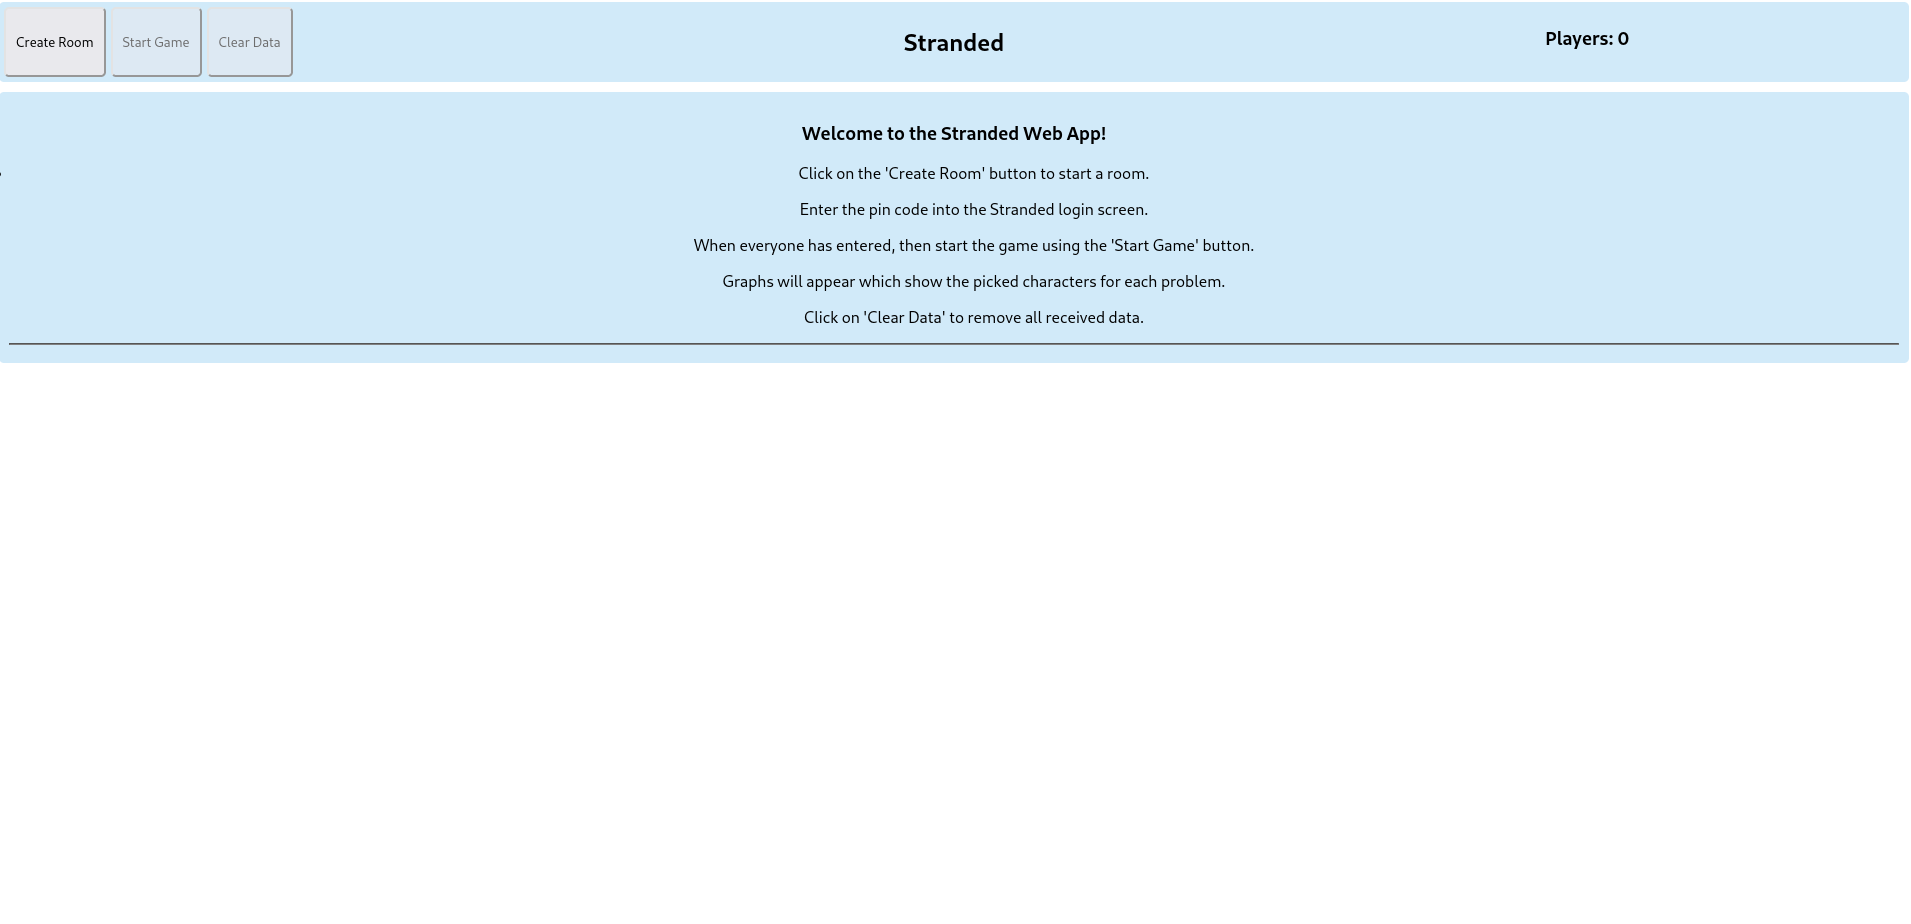 Create Room Start Game Clear Data Stranded Players: 0
Welcome to the Stranded Web App!
Click on the 'Create Room' button to start a room.
Enter the pin code into the Stranded login screen.
When everyone has entered, then start the game using the 'Start Game' button.
Graphs will appear which show the picked characters for each problem.
Click on 'Clear Data' to remove all received data.